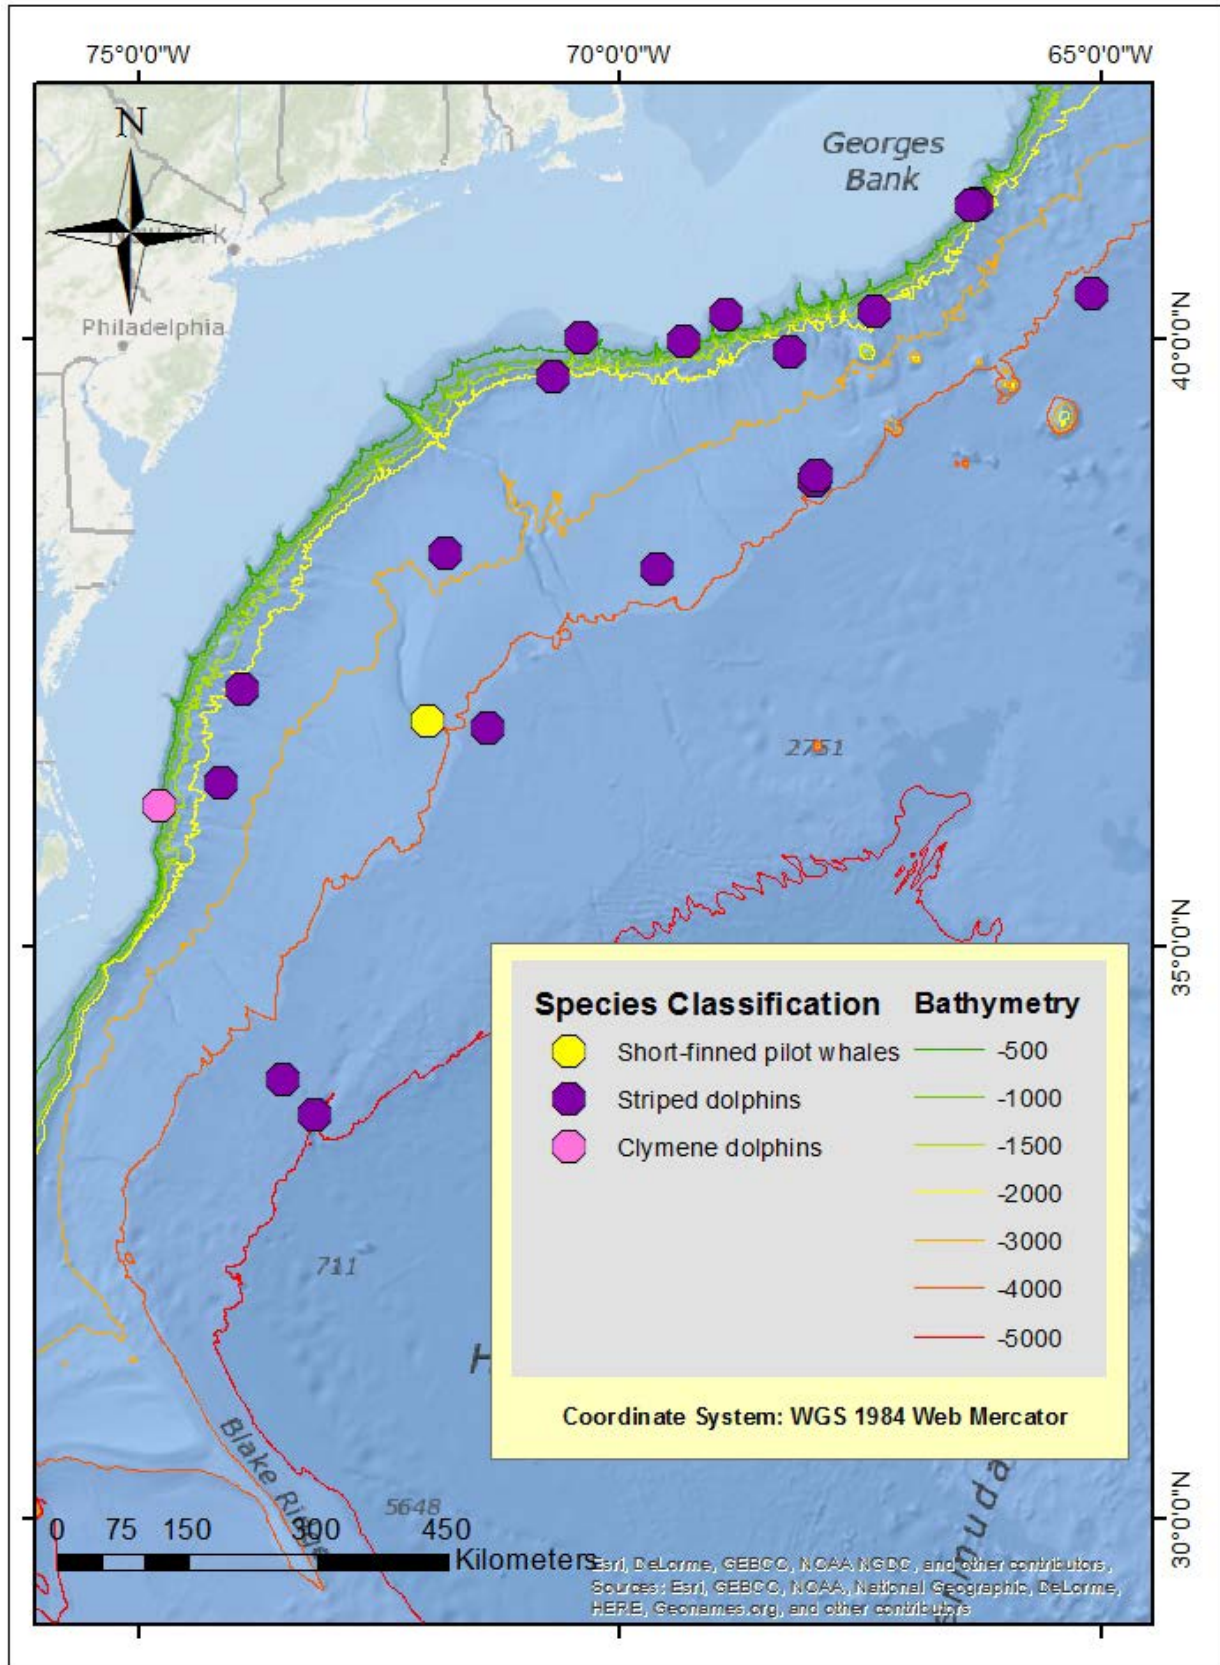 75°0'0"W 70°0'0"W 65°0'0"W
N
Georges
Bank
Philadelphia
40°0'0"N
2751
35°0'0"N
Species Classification
Short-finned pilot whales
Striped dolphins
Clymene dolphins
Bathymetry
-500
-1000
-1500
-2000
-3000
-4000
-5000
Coordinate System: WGS 1984 Web Mercator
711
H
Blake Ridge
5648
30°0'0"N
0 75 150 300 450
Kilometers
Esri, DeLorme, GEBCO, NOAA NGDC, and other contributors,
Sources: Esri, GEBCO, NOAA, National Geographic, DeLorme,
HERE, Geonames.org, and other contributors